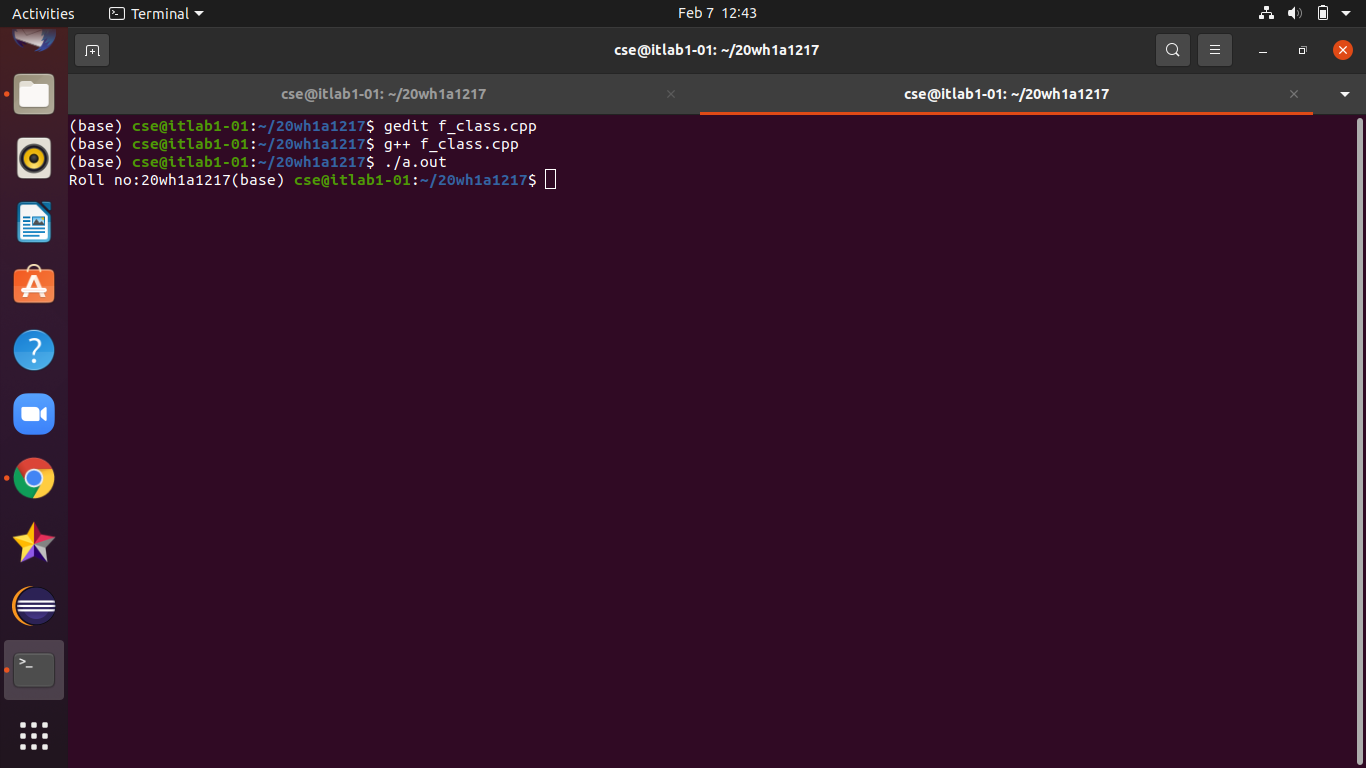 Activities
Terminal
Feb 7 12:43
cse@itlab1-01: ~/20wh1a1217
cse@itlab1-01: ~/20wh1a1217
cse@itlab1-01: ~/20wh1a1217
(base) cse@itlab1-01:~/20wh1a1217$ gedit f_class.cpp
(base) cse@itlab1-01:~/20wh1a1217$ g++ f_class.cpp
(base) cse@itlab1-01:~/20wh1a1217$ ./a.out
Roll no:20wh1a1217(base) cse@itlab1-01:~/20wh1a1217$